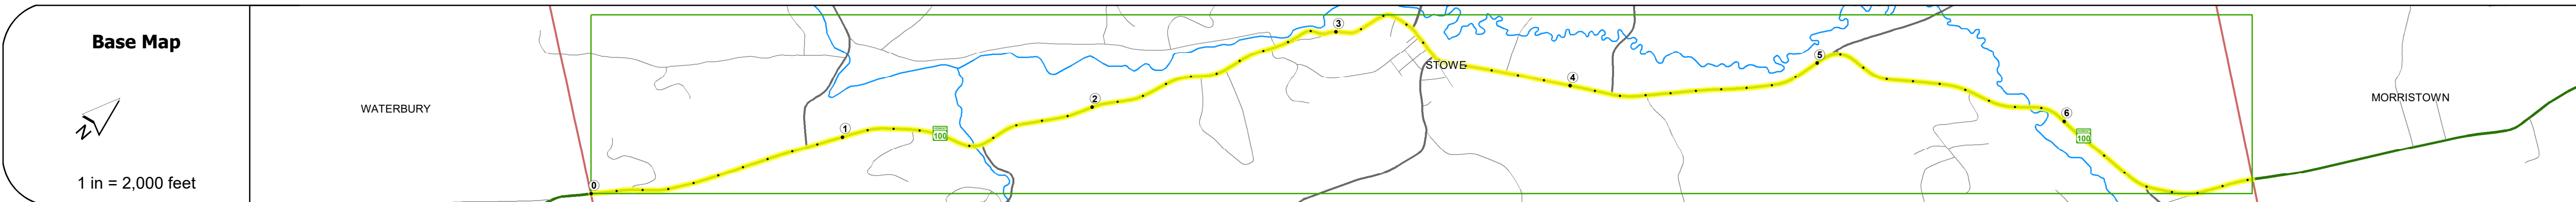 Base Map
N
1 in = 2,000 feet
WATERBURY
0
1
100
2
3
STOWE
4
5
6
100
MORRISTOWN